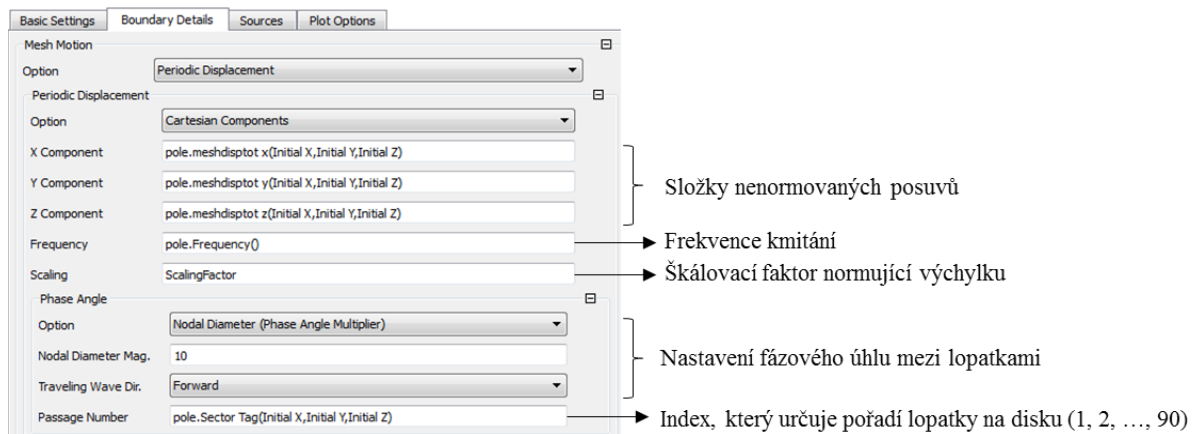 Basic Settings Boundary Details Sources Plot Options
Mesh Motion
Option Periodic Displacement
Periodic Displacement
Option Cartesian Components
X Component pole.meshdisptot x(Initial X,Initial Y,Initial Z)
Y Component pole.meshdisptot y(Initial X,Initial Y,Initial Z)
Složky nenormovaných posuvů
Z Component pole.meshdisptot z(Initial X,Initial Y,Initial Z)
Frequency pole.Frequency() Frekvence kmitání
Scaling ScalingFactor Škálovací faktor normující výchylku
Phase Angle
Option Nodal Diameter (Phase Angle Multiplier)
Nodal Diameter Mag. 10 Nastavení fázového úhlu mezi lopatkami
Traveling Wave Dir. Forward
Passage Number pole.Sector Tag(Initial X,Initial Y,Initial Z) Index, který určuje pořadí lopatky na disku (1, 2, …, 90)